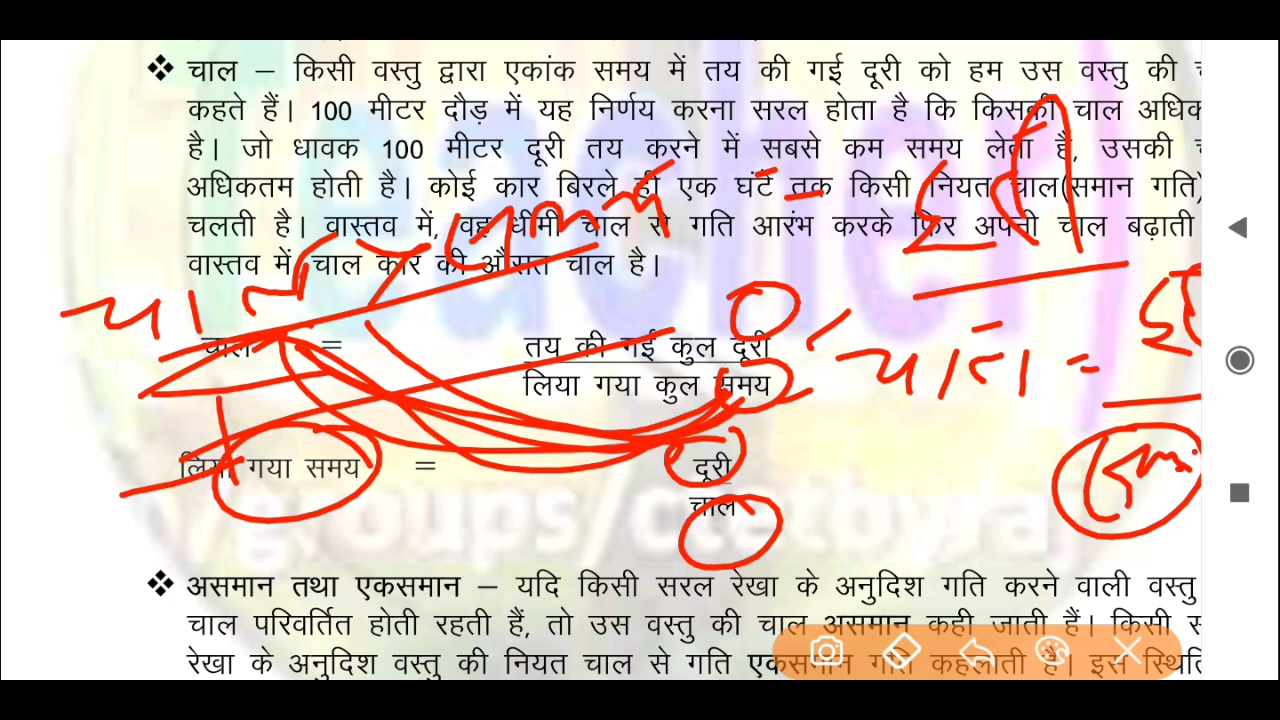 ❖ चाल – किसी वस्तु द्वारा एकांक समय में तय की गई दूरी को हम उस वस्तु की
कहते हैं। 100 मीटर दौड़ में यह निर्णय करना सरल होता है कि किसकी चाल अधिक
है। जो धावक 100 मीटर दूरी तय करने में सबसे कम समय लेता है, उसकी
अधिकतम होती है। कोई कार बिरले ही एक घंटे तक किसी नियत चाल(समान गति)
चलती है। वास्तव में, वह धीमी चाल से गति आरंभ करके फिर अपनी चाल बढ़ाती
वास्तव में, चाल कार की औसत चाल है।
चाल × समय = दूरी
चाल = तय की गई कुल दूरी
लिया गया कुल समय
चाल =
लिया गया समय = दूरी
चाल
❖ असमान तथा एकसमान – यदि किसी सरल रेखा के अनुदिश गति करने वाली वस्तु
चाल परिवर्तित होती रहती हैं, तो उस वस्तु की चाल असमान कही जाती हैं। किसी
रेखा के अनुदिश वस्तु की नियत चाल से गति एकसमान गति कहलाती है। इस
/groups/ctetbyraj